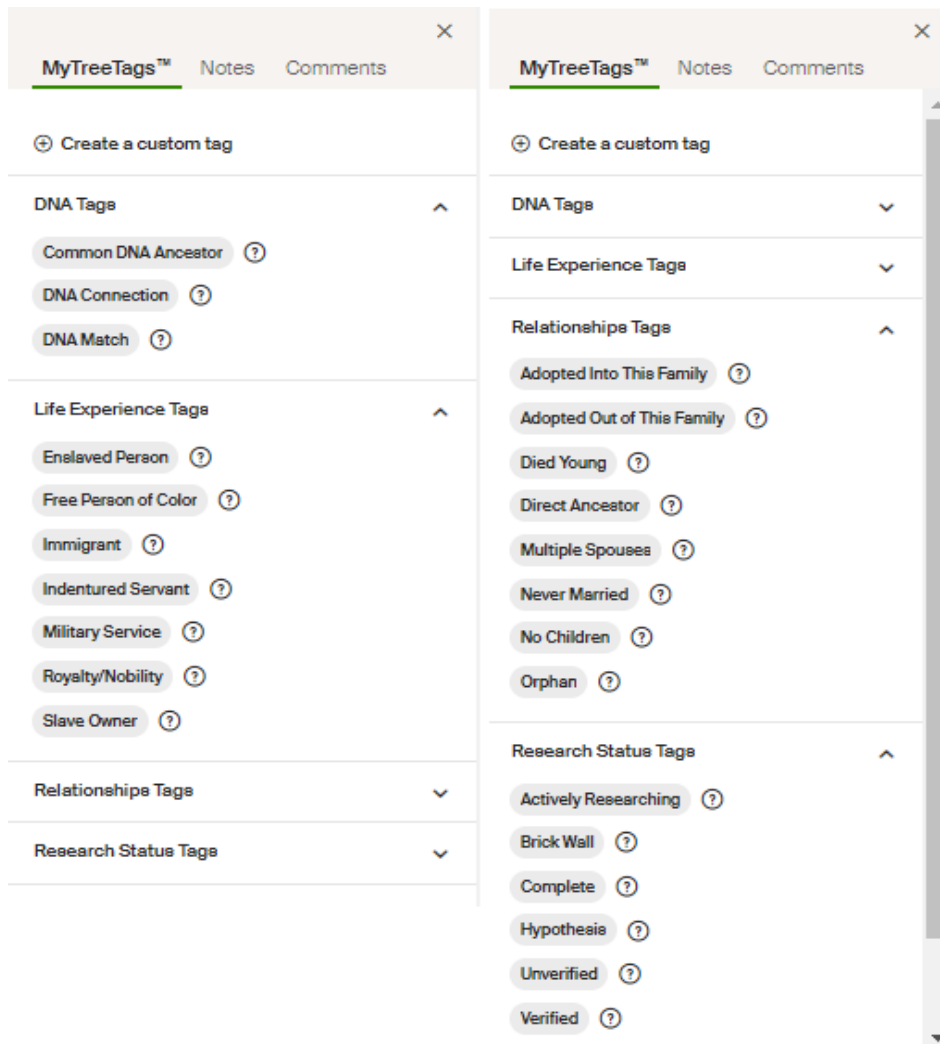 MyTreeTags™ Notes Comments
Create a custom tag
DNA Tags
Common DNA Ancestor
DNA Connection
DNA Match
Life Experience Tags
Enslaved Person
Free Person of Color
Immigrant
Indentured Servant
Military Service
Royalty/Nobility
Slave Owner
Relationships Tags
Research Status Tags
MyTreeTags™ Notes Comments
Create a custom tag
DNA Tags
Life Experience Tags
Relationships Tags
Adopted Into This Family
Adopted Out of This Family
Died Young
Direct Ancestor
Multiple Spouses
Never Married
No Children
Orphan
Research Status Tags
Actively Researching
Brick Wall
Complete
Hypothesis
Unverified
Verified